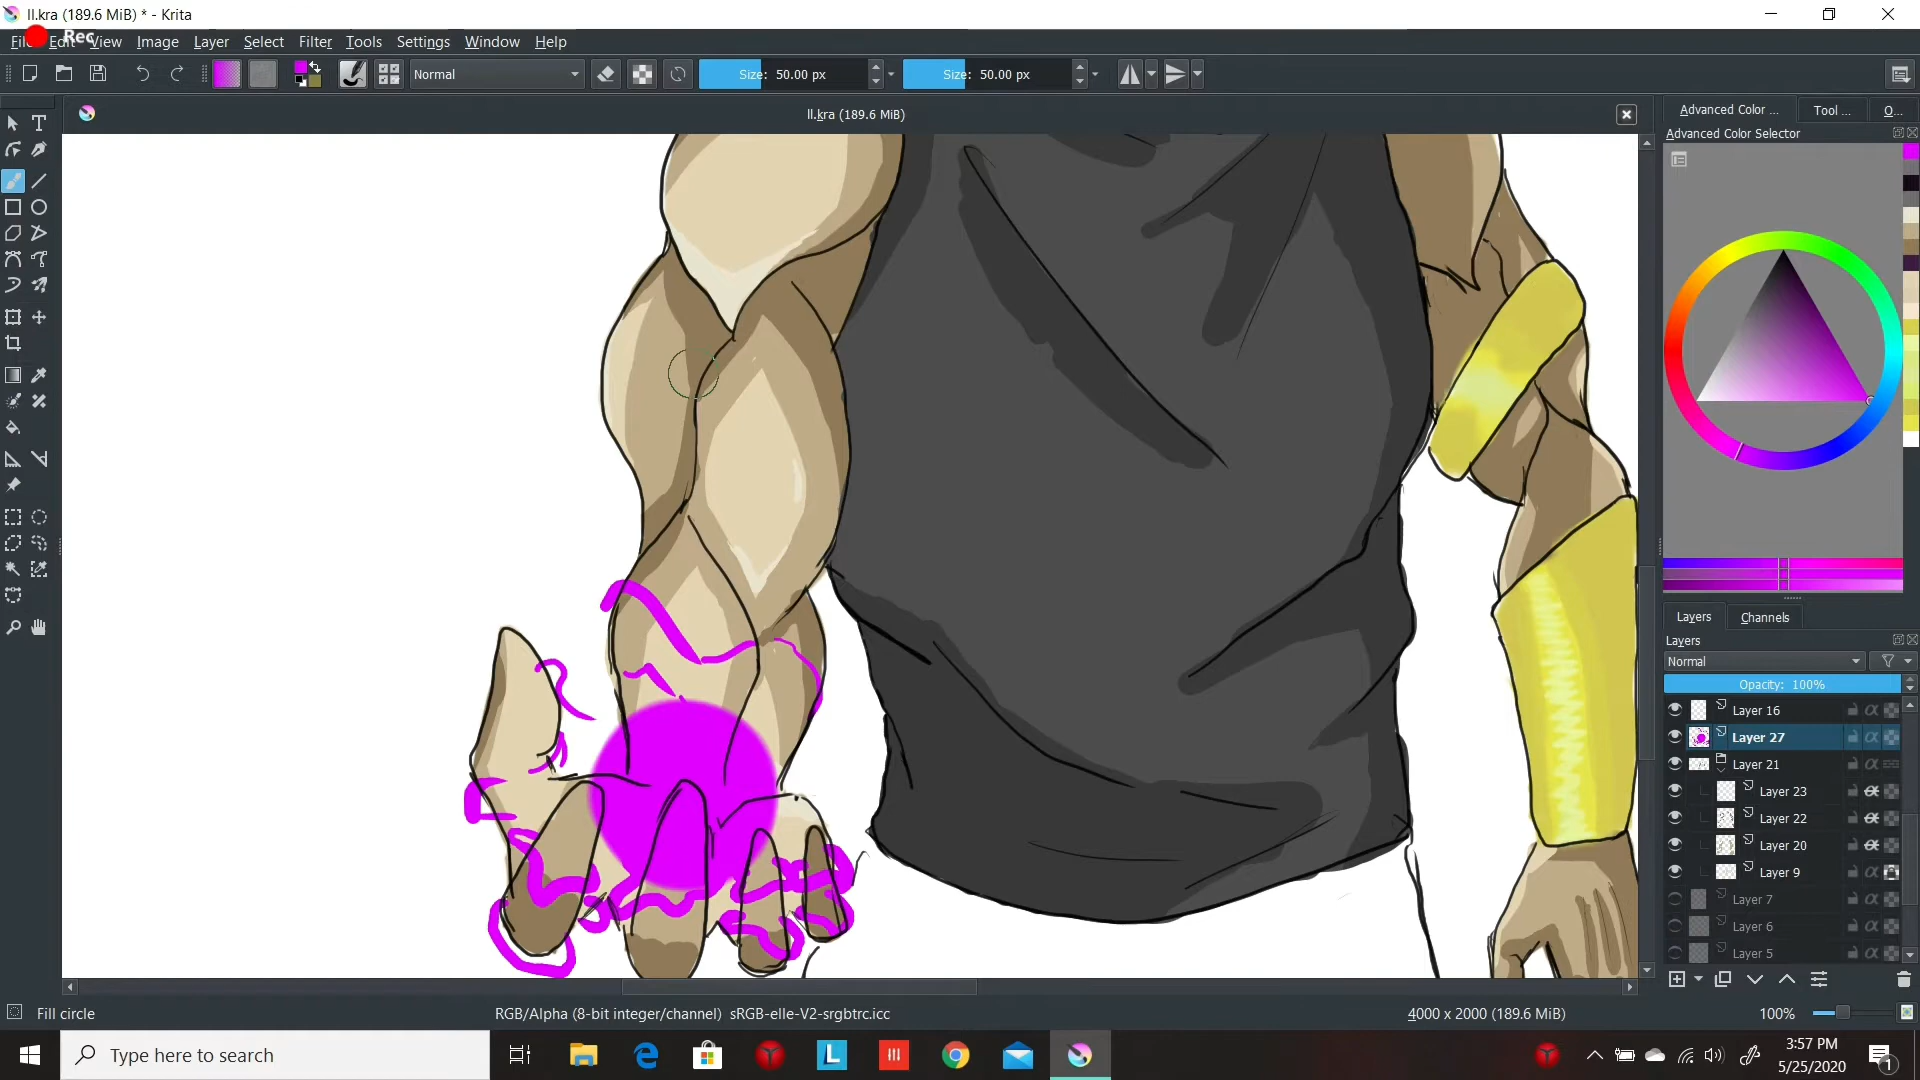 ll.kra (189.6 MiB) * - Krita
Rec
File Edit View Image Layer Select Filter Tools Settings Window Help
Normal Size: 50.00 px Size: 50.00 px
ll.kra (189.6 MiB)
Advanced Color ... Tool ... O...
Advanced Color Selector
Layers Channels
Layers
Normal
Opacity: 100%
Layer 16
Layer 27
Layer 21
Layer 23
Layer 22
Layer 20
Layer 9
Layer 7
Layer 6
Layer 5
Fill circle RGB/Alpha (8-bit integer/channel) sRGB-elle-V2-srgbtrc.icc 4000 x 2000 (189.6 MiB) 100%
Type here to search
L
3:57 PM
5/25/2020
1